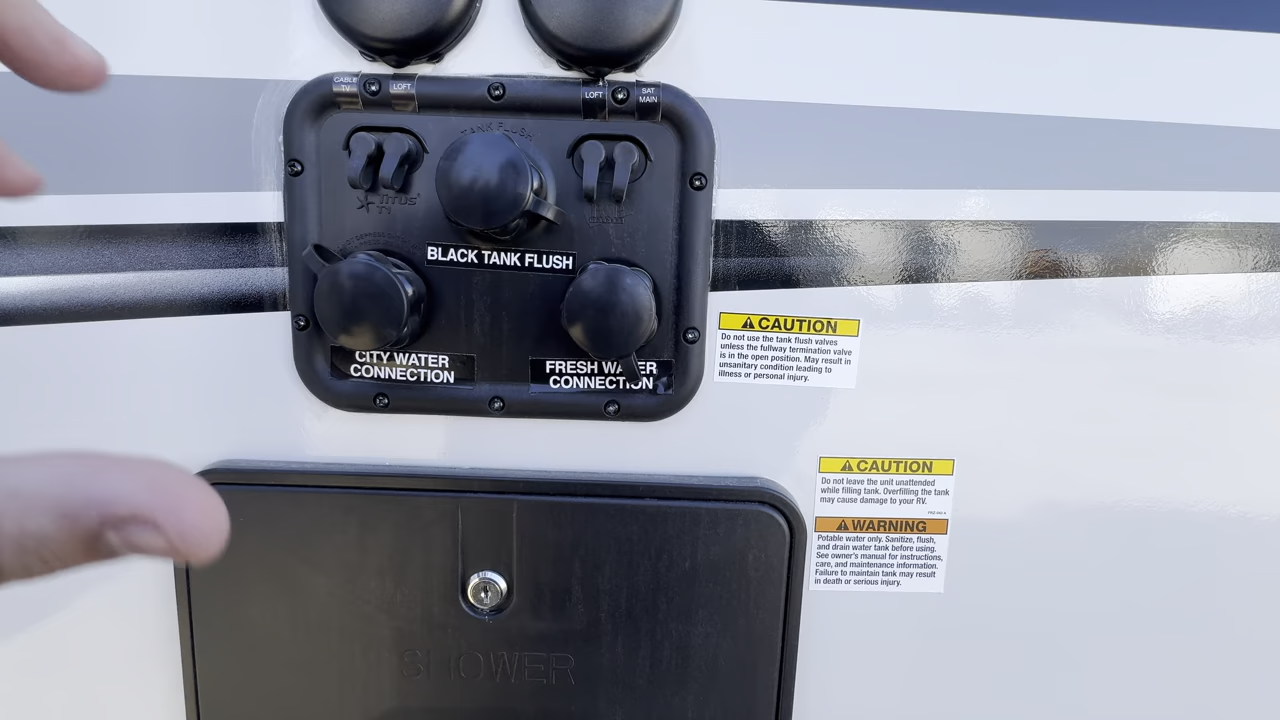 CABLE
TV
LOFT
LOFT
SAT
MAIN
TANK FLUSH
TV
BLACK TANK FLUSH
CITY WATER
CONNECTION
FRESH WATER
CONNECTION
CAUTION
Do not use the tank flush valves
unless the fullway termination valve
is in the open position. May result in
unsanitary condition leading to
illness or personal injury.
CAUTION
Do not leave the unit unattended
while filling tank. Overfilling the tank
may cause damage to your RV.
WARNING
Potable water only. Sanitize, flush,
and drain water tank before using.
See owner's manual for instructions,
care, and maintenance information.
Failure to maintain tank may result
in death or serious injury.
SHOWER